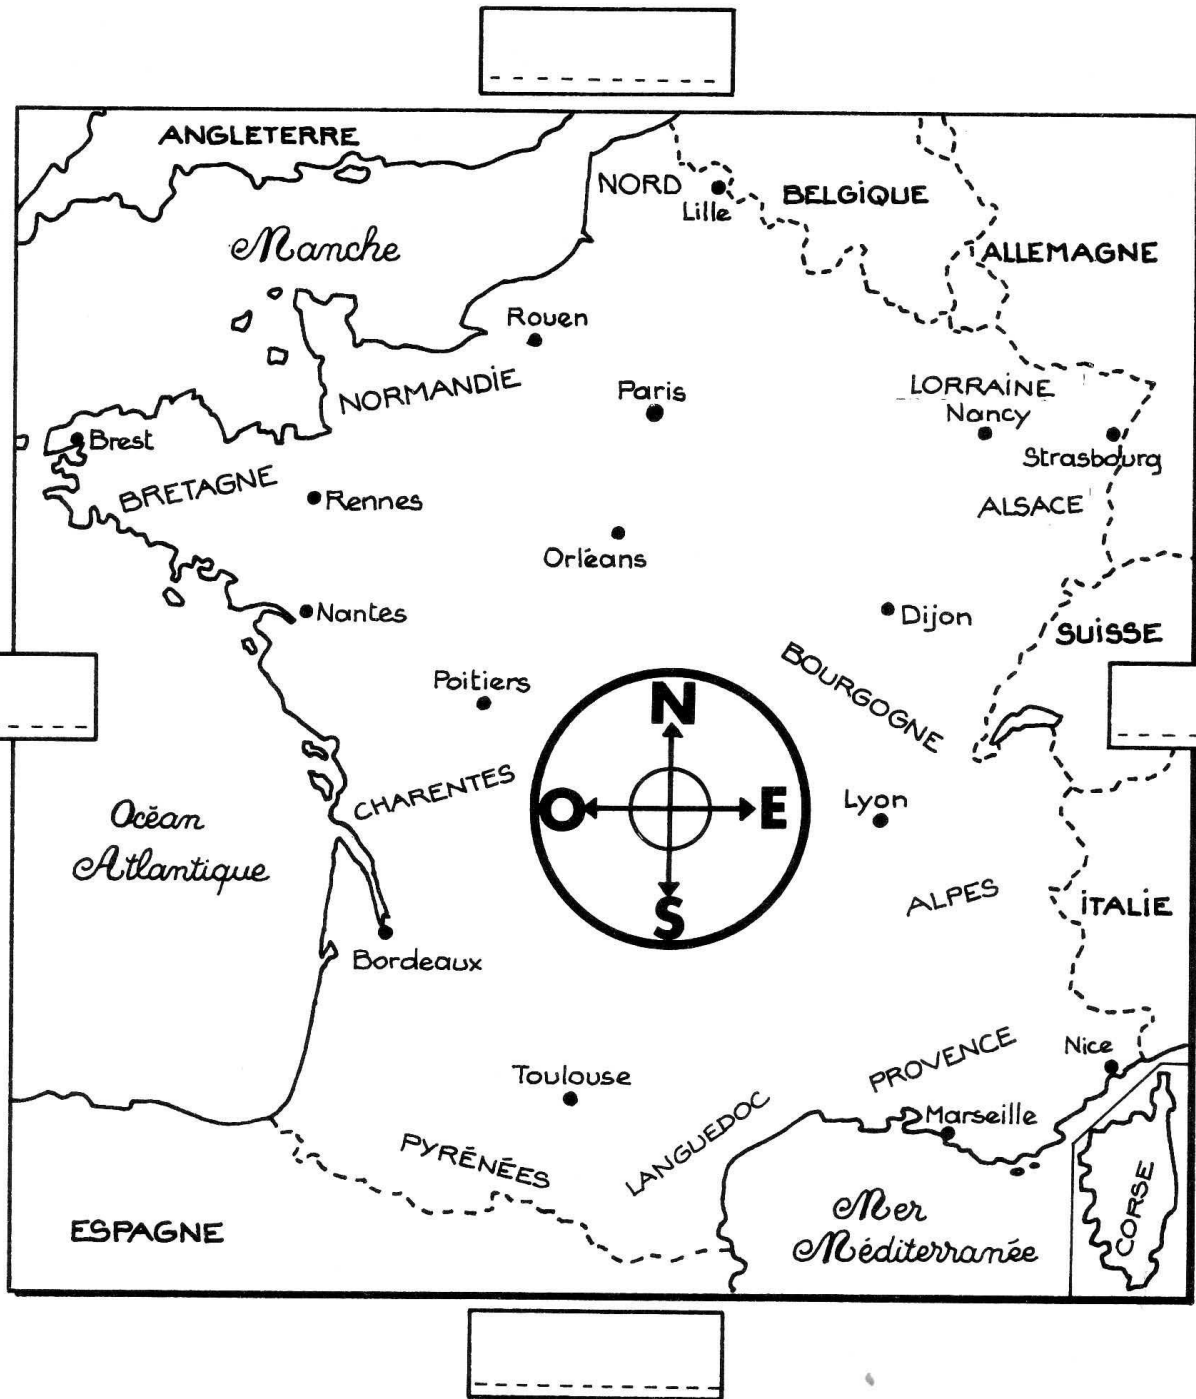 ANGLETERRE
NORD
Lille
BELGIQUE
Manche
ALLEMAGNE
Rouen
NORMANDIE
Paris
LORRAINE
Nancy
Brest
Strasbourg
BRETAGNE
Rennes
ALSACE
Orléans
Nantes
Dijon
SUISSE
Poitiers
BOURGOGNE
N
CHARENTES
O
E
Lyon
Océan
Atlantique
S
ALPES
ITALIE
Bordeaux
PROVENCE
Nice
Toulouse
Marseille
PYRÉNÉES
LANGUEDOC
ESPAGNE
Mer
Méditerranée
CORSE